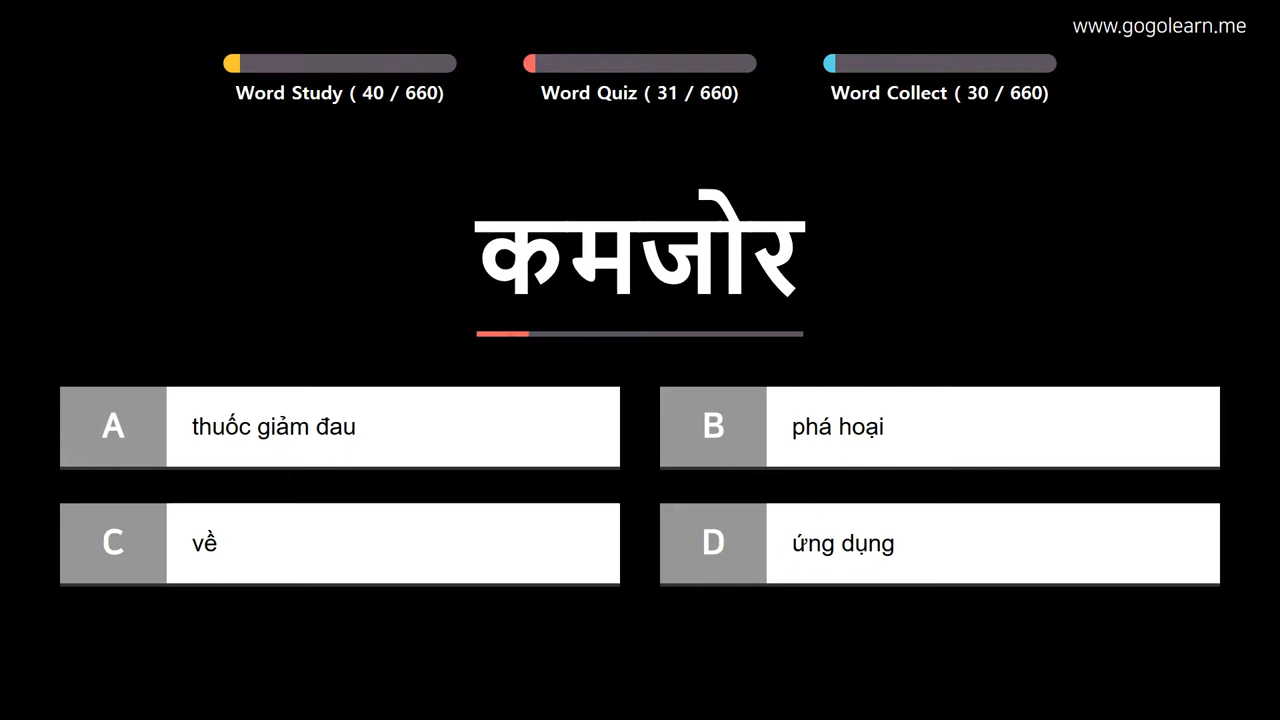 www.gogolearn.me
Word Study ( 40 / 660)
Word Quiz ( 31 / 660)
Word Collect ( 30 / 660)
कमजोर
A
thuốc giảm đau
B
phá hoại
C
về
D
ứng dụng